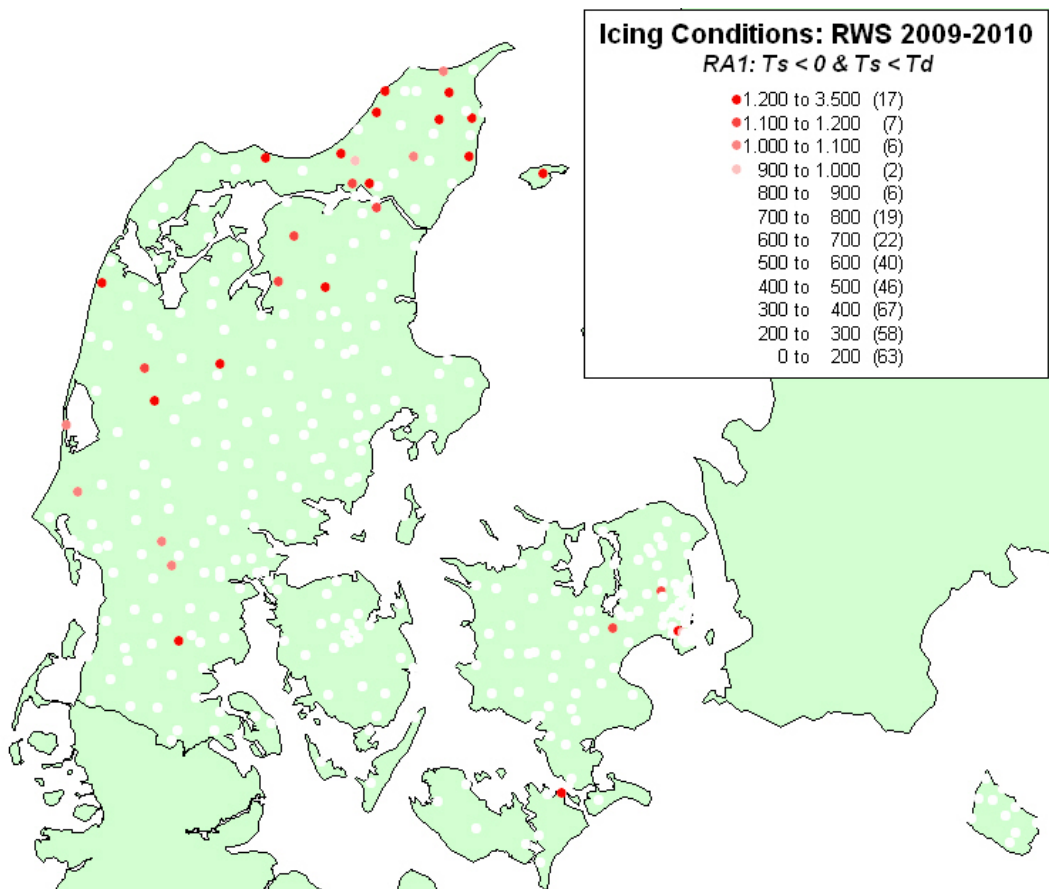 Icing Conditions: RWS 2009-2010
RA1: Ts < 0 & Ts < Td
1.200 to 3.500 (17)
1.100 to 1.200 (7)
1.000 to 1.100 (6)
900 to 1.000 (2)
800 to 900 (6)
700 to 800 (19)
600 to 700 (22)
500 to 600 (40)
400 to 500 (46)
300 to 400 (67)
200 to 300 (58)
0 to 200 (63)